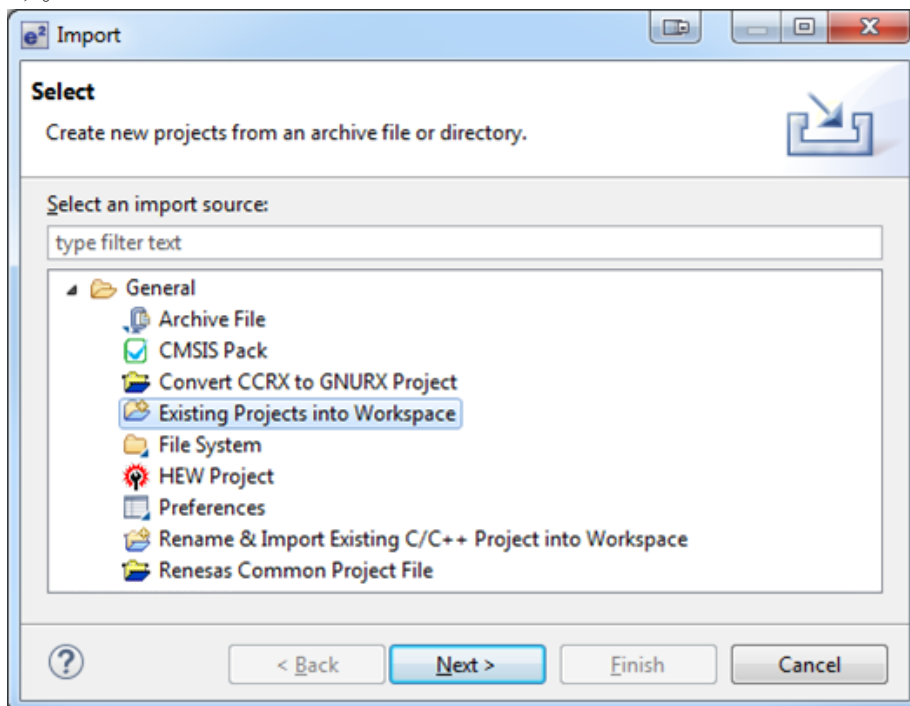 e² Import
Select
Create new projects from an archive file or directory.
Select an import source:
type filter text
General
Archive File
CMSIS Pack
Convert CCRX to GNURX Project
Existing Projects into Workspace
File System
HEW Project
Preferences
Rename & Import Existing C/C++ Project into Workspace
Renesas Common Project File
? < Back Next > Finish Cancel